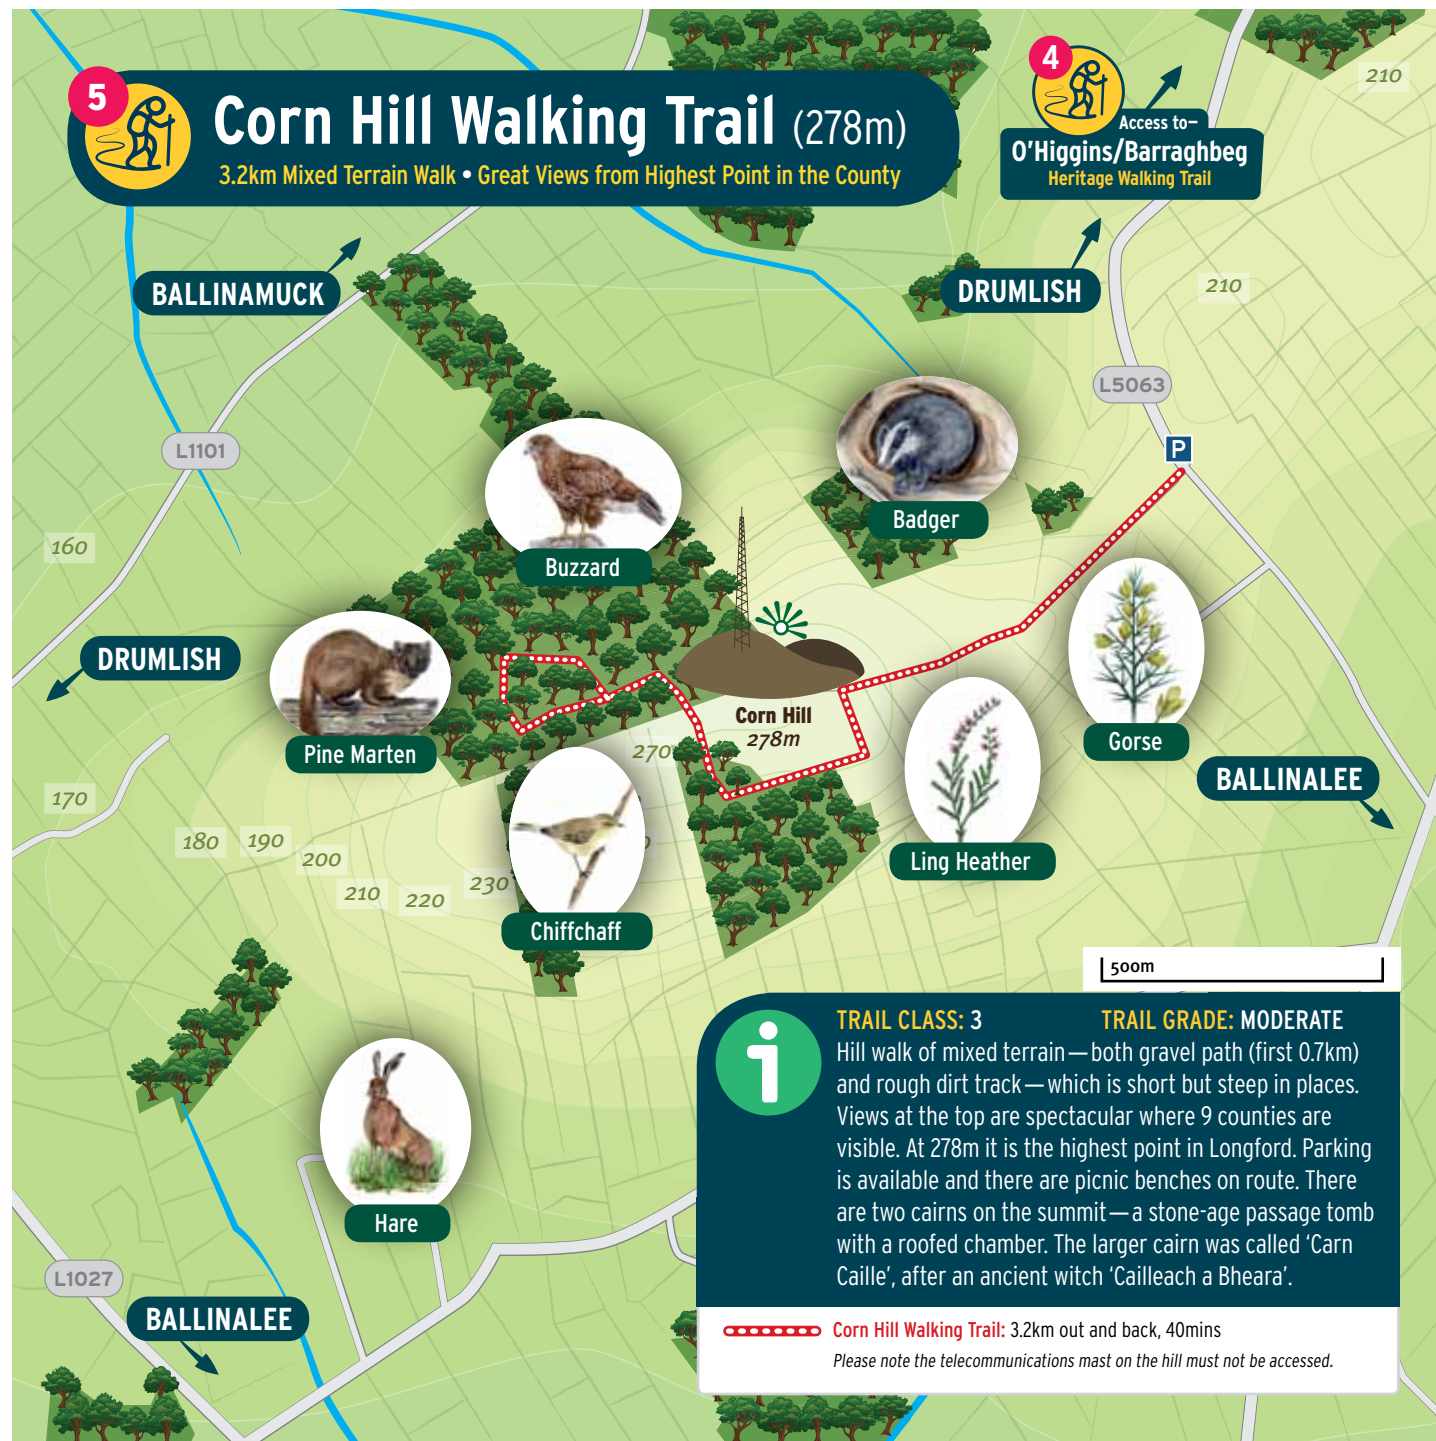 5
Corn Hill Walking Trail (278m)
3.2km Mixed Terrain Walk • Great Views from Highest Point in the County
4
Access to–
O'Higgins/Barraghbeg
Heritage Walking Trail
210
BALLINAMUCK
DRUMLISH
210
L5063
L1101
P
Badger
160
Buzzard
DRUMLISH
Pine Marten
Corn Hill
278m
270
Gorse
BALLINALEE
170
180
190
200
210
220
230
Ling Heather
Chiffchaff
500m
TRAIL CLASS: 3
TRAIL GRADE: MODERATE
Hill walk of mixed terrain—both gravel path (first 0.7km)
and rough dirt track—which is short but steep in places.
Views at the top are spectacular where 9 counties are
visible. At 278m it is the highest point in Longford. Parking
is available and there are picnic benches on route. There
are two cairns on the summit—a stone-age passage tomb
with a roofed chamber. The larger cairn was called ‘Carn
Caille’, after an ancient witch ‘Cailleach a Bheara’.
Hare
L1027
BALLINALEE
Corn Hill Walking Trail: 3.2km out and back, 40mins
Please note the telecommunications mast on the hill must not be accessed.